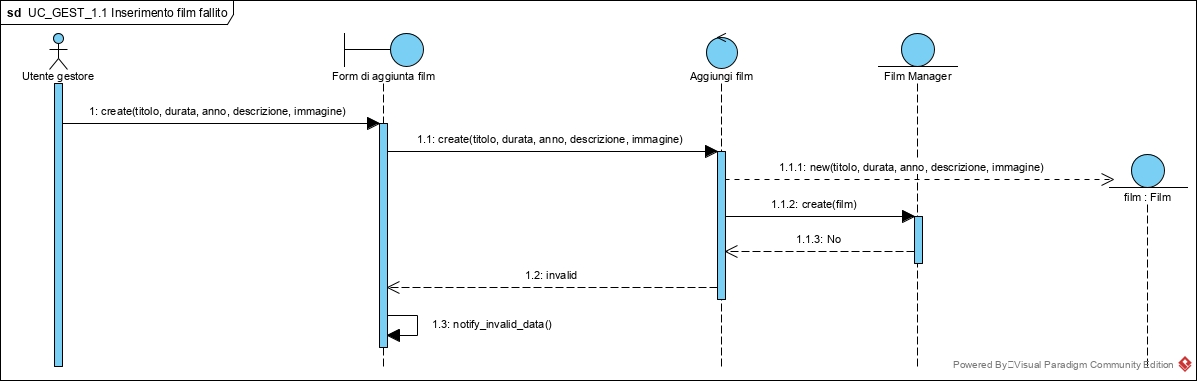 sd UC_GEST_1.1 Inserimento film fallito
Utente gestore
Form di aggiunta film
Aggiungi film
Film Manager
1: create(titolo, durata, anno, descrizione, immagine)
1.1: create(titolo, durata, anno, descrizione, immagine)
1.1.1: new(titolo, durata, anno, descrizione, immagine)
film : Film
1.1.2: create(film)
1.1.3: No
1.2: invalid
1.3: notify_invalid_data()
Powered By Visual Paradigm Community Edition